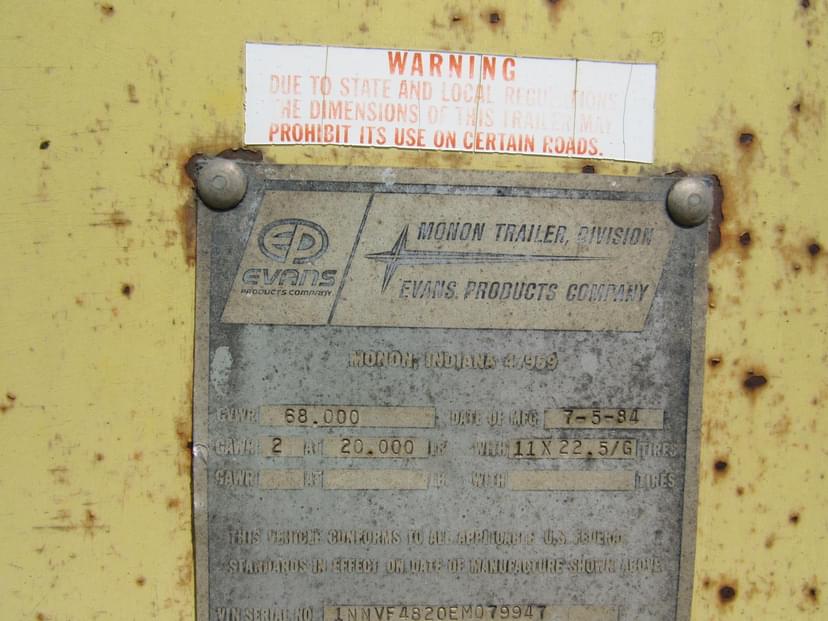 WARNING
DUE TO STATE AND LOCAL REGULATIONS
THE DIMENSIONS OF THIS TRAILER MAY
PROHIBIT ITS USE ON CERTAIN ROADS.
EP
EVANS
PRODUCTS COMPANY
MONON TRAILER, DIVISION
EVANS, PRODUCTS COMPANY
MONON, INDIANA 47959
GVWR 68.000 DATE OF MFG 7-5-84
GAWR 2 AT 20.000 LB WITH 11X22.5/G TIRES
GAWR AT LB WITH TIRES
THIS VEHICLE CONFORMS TO ALL APPLICABLE U.S. FEDERAL
STANDARDS IN EFFECT ON DATE OF MANUFACTURE SHOWN ABOVE
VIN SERIAL NO. 1NNVF4820EM079947